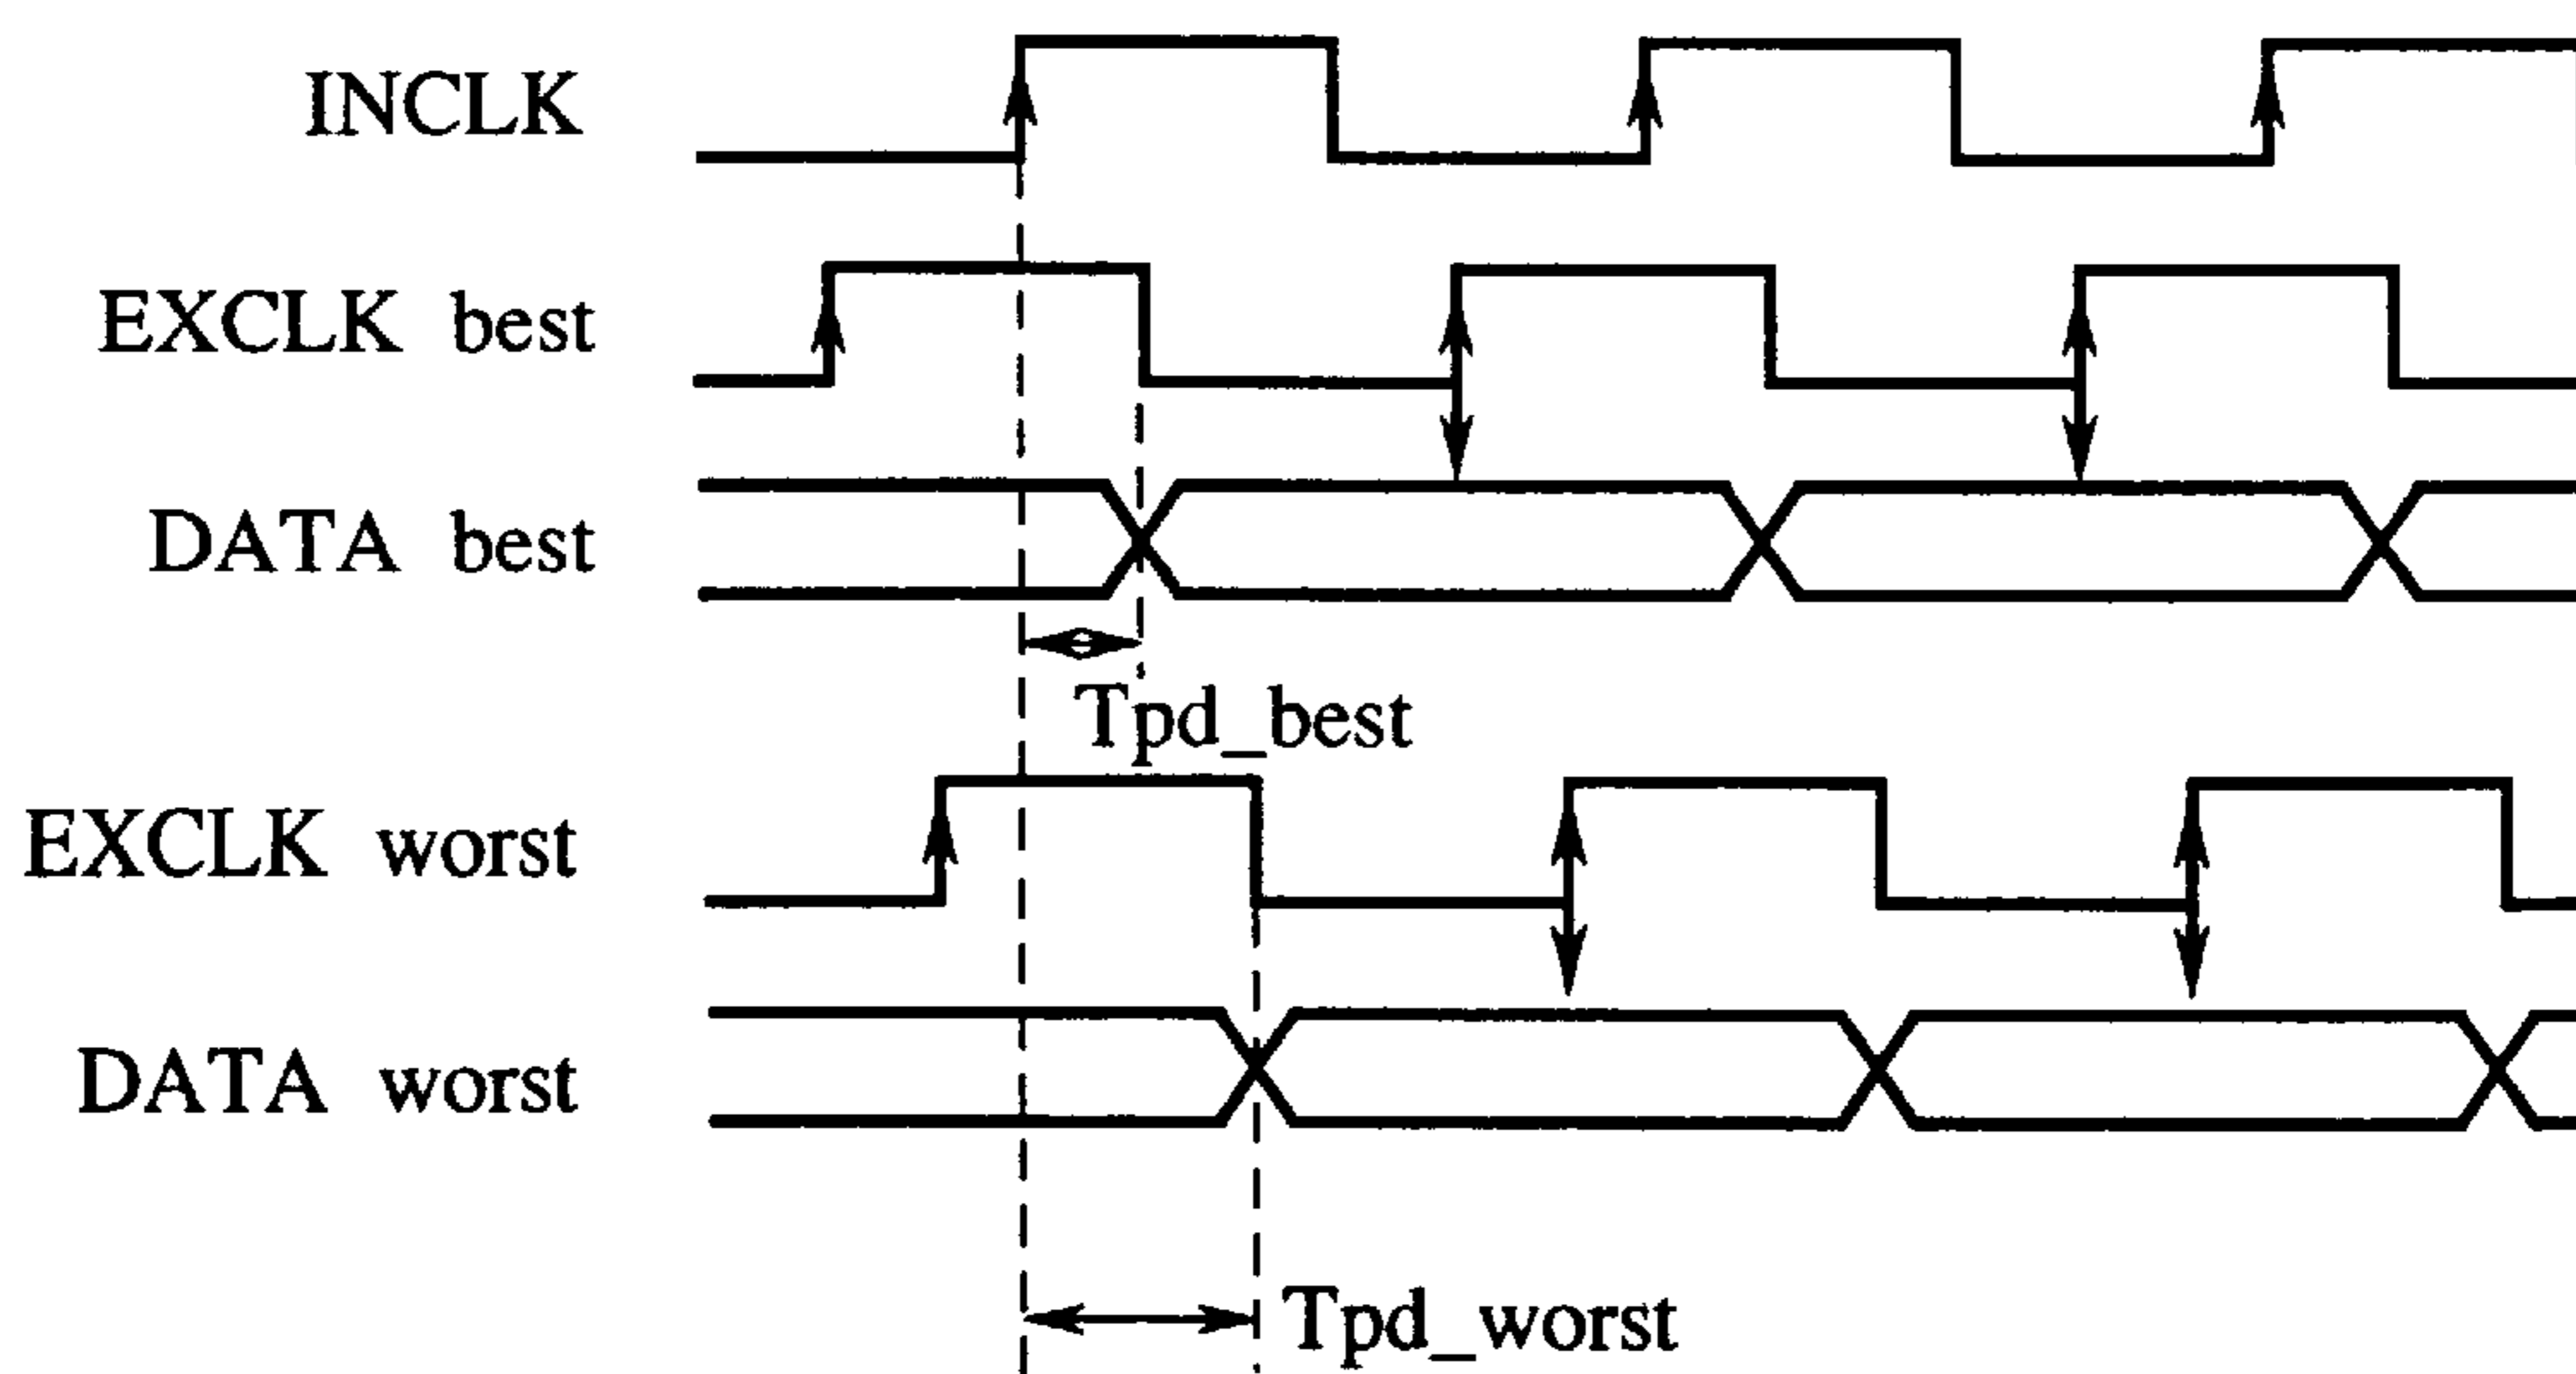 INCLK
EXCLK best
DATA best
Tpd_best
EXCLK worst
DATA worst
Tpd_worst